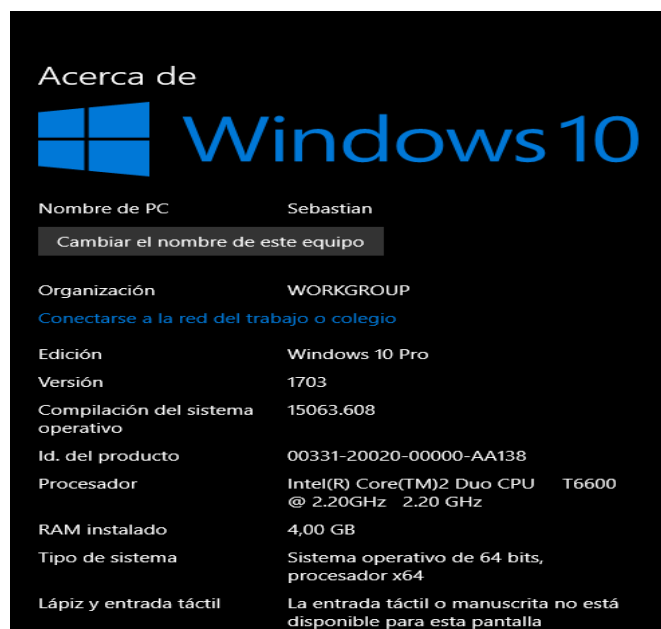 Acerca de
Windows 10
Nombre de PC Sebastian
Cambiar el nombre de este equipo
Organización WORKGROUP
Conectarse a la red del trabajo o colegio
Edición Windows 10 Pro
Versión 1703
Compilación del sistema operativo 15063.608
Id. del producto 00331-20020-00000-AA138
Procesador Intel(R) Core(TM)2 Duo CPU T6600
@ 2.20GHz 2.20 GHz
RAM instalado 4,00 GB
Tipo de sistema Sistema operativo de 64 bits,
procesador x64
Lápiz y entrada táctil La entrada táctil o manuscrita no está
disponible para esta pantalla